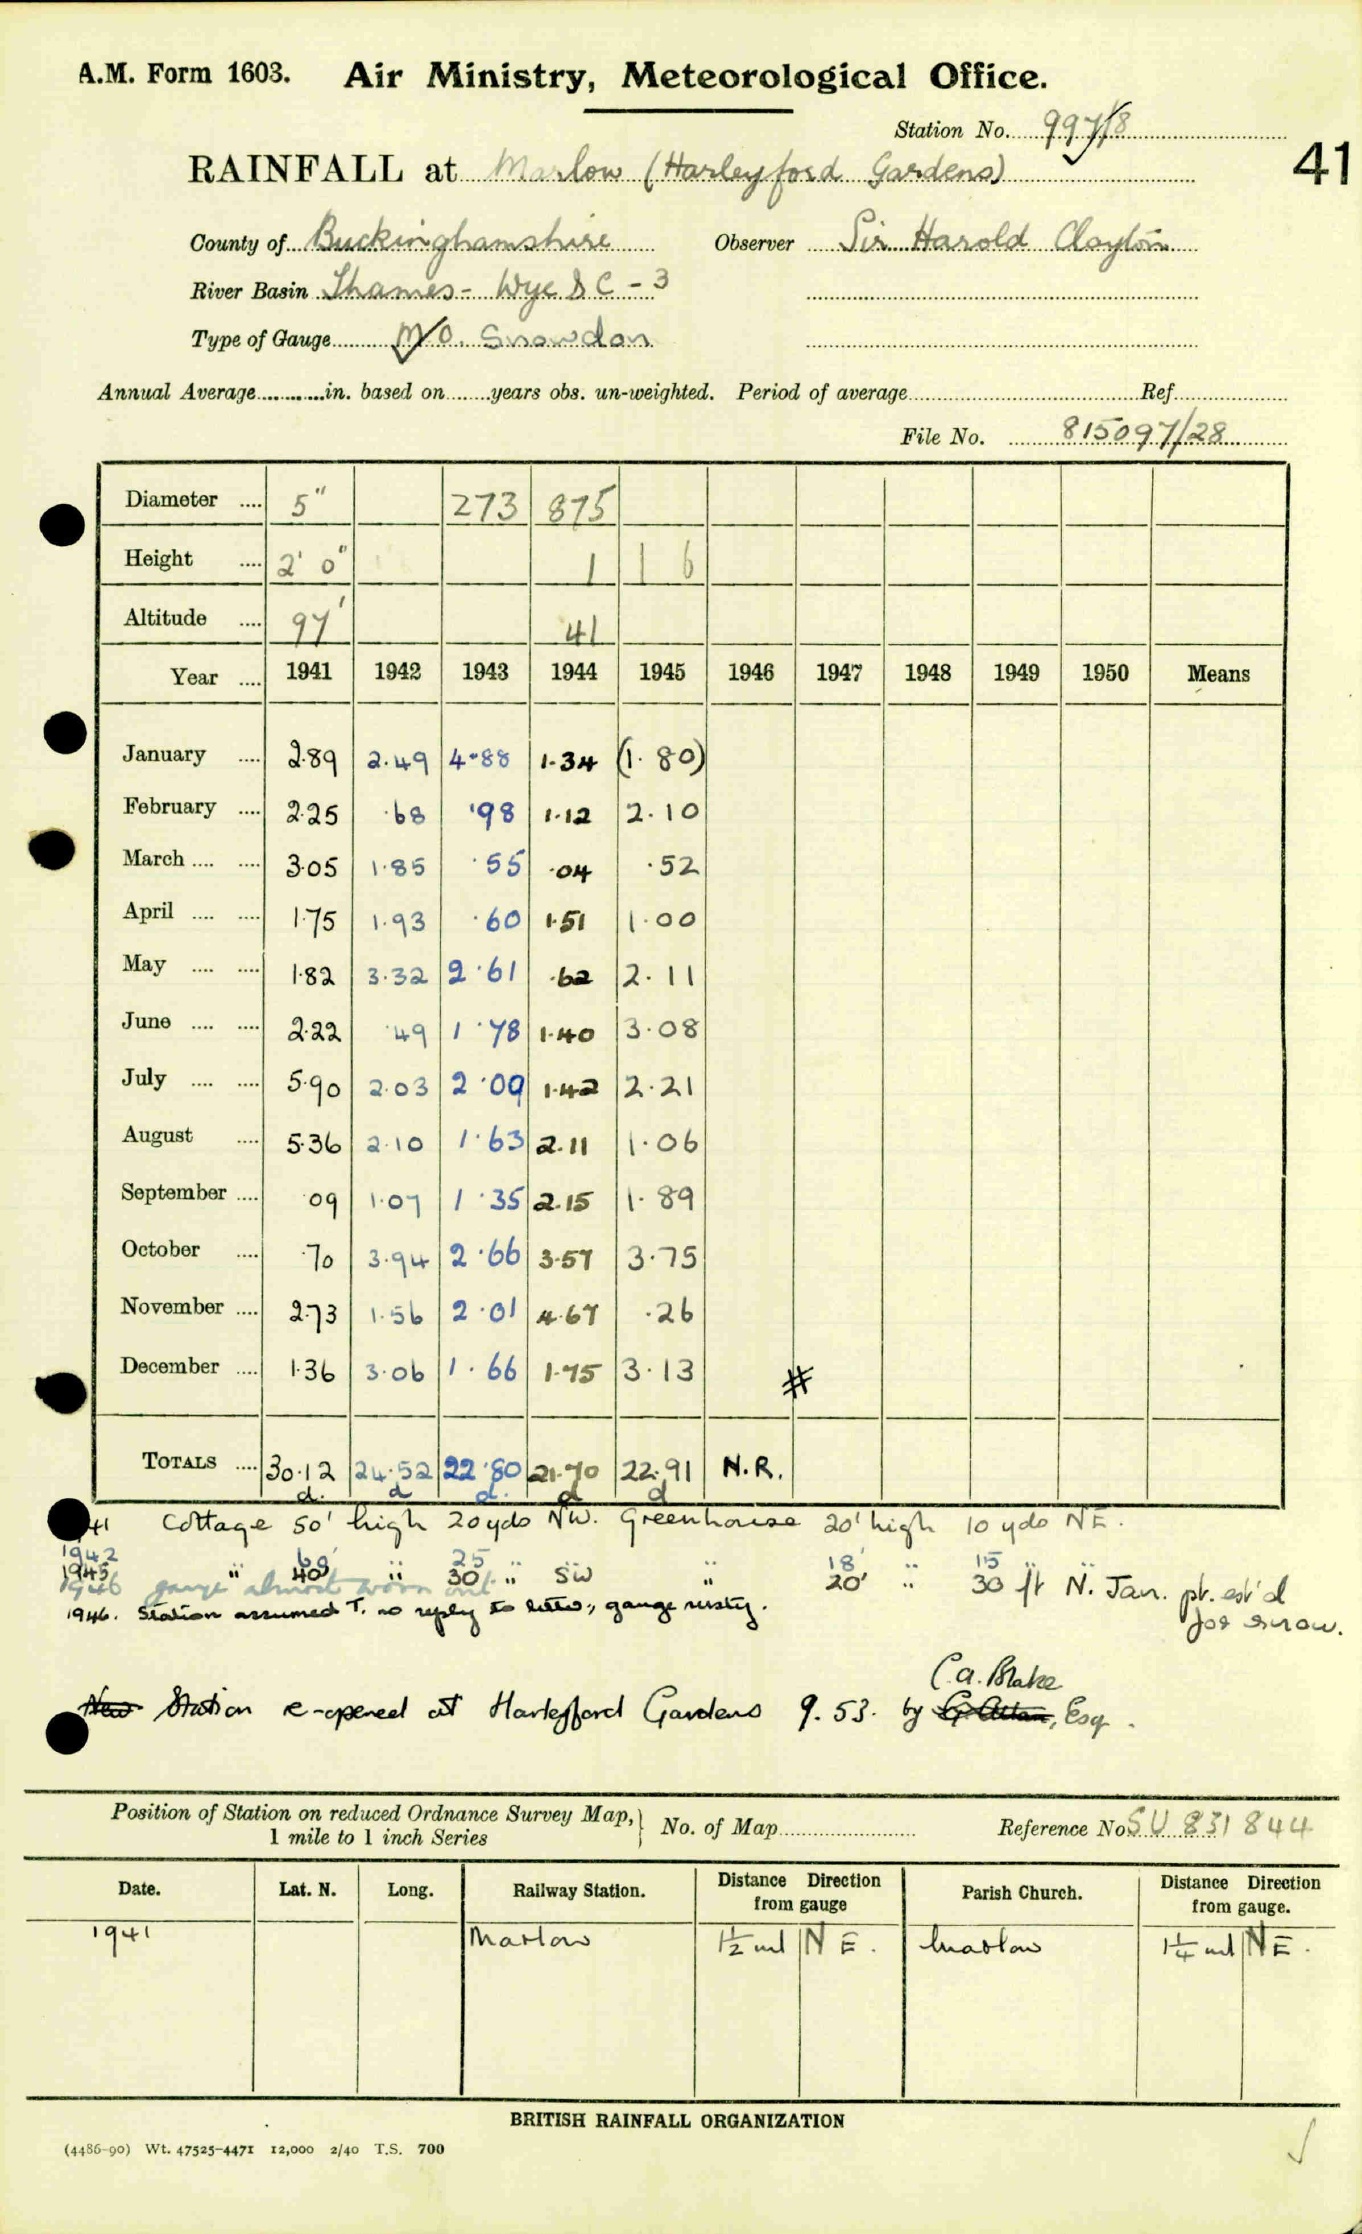 A.M. Form 1603. Air Ministry, Meteorological Office.
Station No. 997/8
41
RAINFALL at Marlow (Harleyford Gardens)
County of Buckinghamshire Observer Sir Harold Clayton
River Basin Thames - Wye & C - 3
Type of Gauge M/O. Snowdon
Annual Average............in. based on........years obs. un-weighted. Period of average.................... Ref....................
File No. 815097/28
Diameter .... 5" 273 875
Height .... 2' 0" 1 1 6
Altitude .... 97' 41
Year .... 1941 1942 1943 1944 1945 1946 1947 1948 1949 1950 Means
January .... 2.89 2.49 4.88 1.34 (1.80)
February .... 2.25 .68 .98 1.12 2.10
March .... .... 3.05 1.85 .55 .04 .52
April .... .... 1.75 1.93 .60 1.51 1.00
May .... .... 1.82 3.32 2.61 .62 2.11
June .... .... 2.22 .49 1.78 1.40 3.08
July .... .... 5.90 2.03 2.09 1.42 2.21
August .... 5.36 2.10 1.63 2.11 1.06
September .... .09 1.07 1.35 2.15 1.89
October .... .70 3.94 2.66 3.57 3.75
November .... 2.73 1.56 2.01 4.67 .26
December .... 1.36 3.06 1.66 1.75 3.13 #
TOTALS .... 30.12 24.52 22.80 21.70 22.91 N.R.
d. d d. d d
41 Cottage 50' high 20 yds NW. Greenhouse 20' high 10 yds NE.
1942 " 60' " 25 " " 18' " 15 "
1945 " 40' " 30 " SW " 20' " 30 ft N. Jan. pt. est'd for snow.
1946 gauge almost worn out
1946. Station assumed T. no reply to letter, gauge rusty.
New Station re-opened at Harleyford Gardens 9.53. by C.A. Blake, Esq.
Position of Station on reduced Ordnance Survey Map, 1 mile to 1 inch Series } No. of Map.................... Reference No SU 831 844
Date. Lat. N. Long. Railway Station. Distance Direction from gauge Parish Church. Distance Direction from gauge.
1941 Marlow 1½ ml NE. Marlow 1¼ ml NE.
BRITISH RAINFALL ORGANIZATION
(4486-90) Wt. 47525-4471 12,000 2/40 T.S. 700